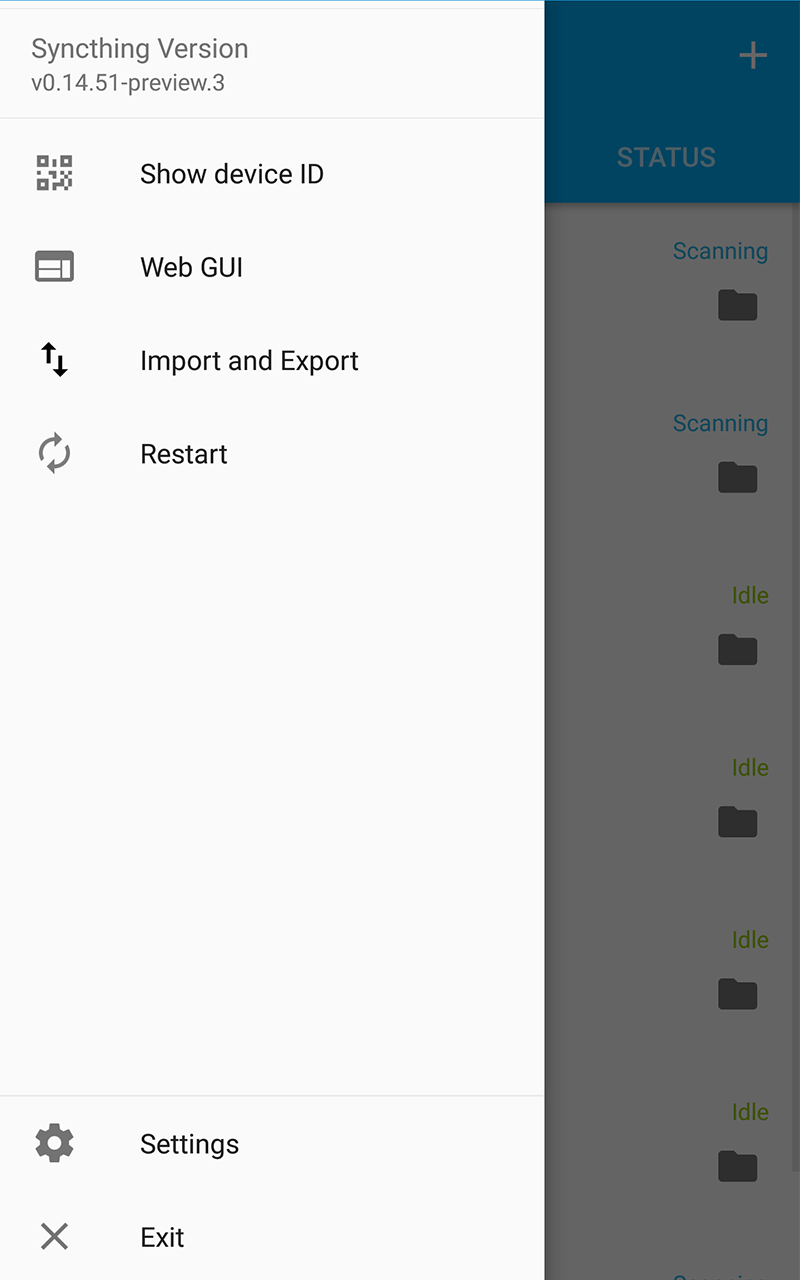 Syncthing Version
v0.14.51-preview.3
Show device ID
Web GUI
Import and Export
Restart
Settings
Exit
STATUS
Scanning
Scanning
Idle
Idle
Idle
Idle